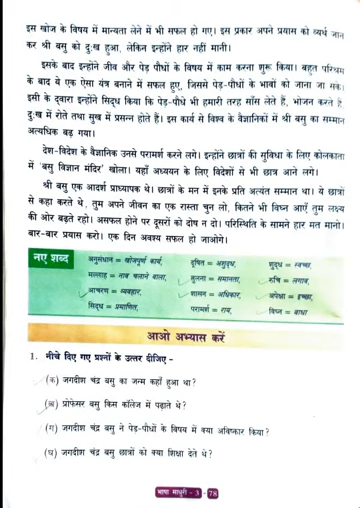 इस खोज के विषय में मान्यता लेने में भी सफल हो गए। इस प्रकार अपने प्रयास को व्यर्थ जान
कर श्री बसु को दुःख हुआ, लेकिन इन्होंने हार नहीं मानी।
इसके बाद इन्होंने जीव और पेड़ पौधों के विषय में काम करना शुरू किया। बहुत परिश्रम
के बाद ये एक ऐसा यंत्र बनाने में सफल हुए, जिससे पेड़-पौधों के भावों को जाना जा सके।
इसी के द्वारा इन्होंने सिद्ध किया कि पेड़-पौधे भी हमारी तरह साँस लेते हैं, भोजन करते हैं,
दुःख में रोते तथा सुख में प्रसन्न होते हैं। इस कार्य से विश्व के वैज्ञानिकों में श्री बसु का सम्मान
अत्यधिक बढ़ गया।
देश-विदेश के वैज्ञानिक उनसे परामर्श करने लगे। इन्होंने छात्रों की सुविधा के लिए कोलकाता
में 'बसु विज्ञान मंदिर' खोला। यहाँ अध्ययन के लिए विदेशों से भी छात्र आने लगे।
श्री बसु एक आदर्श प्राध्यापक थे। छात्रों के मन में इनके प्रति अत्यंत सम्मान था। ये छात्रों
से कहा करते थे, तुम अपने जीवन का एक रास्ता चुन लो, कितने भी विघ्न आएँ तुम लक्ष्य
की ओर बढ़ते रहो। असफल होने पर दूसरों को दोष न दो। परिस्थिति के सामने हार मत मानो।
बार-बार प्रयास करो। एक दिन अवश्य सफल हो जाओगे।
नए शब्द
अनुसंधान = खोजपूर्ण कार्य, दूषित = अशुद्ध, शुद्ध = स्वच्छ,
मल्लाह = नाव चलाने वाला, तुलना = समानता, रुचि = लगाव,
आचरण = व्यवहार, शासन = अधिकार, अपेक्षा = इच्छा,
सिद्ध = प्रमाणित, परामर्श = राय, विघ्न = बाधा
आओ अभ्यास करें
1. नीचे दिए गए प्रश्नों के उत्तर दीजिए -
(क) जगदीश चंद्र बसु का जन्म कहाँ हुआ था?
(ख) प्रोफेसर बसु किस कॉलेज में पढ़ाते थे?
(ग) जगदीश चंद्र बसु ने पेड़-पौधों के विषय में क्या अविष्कार किया?
(घ) जगदीश चंद्र बसु छात्रों को क्या शिक्षा देते थे?
भाषा माधुरी - 3 - 78